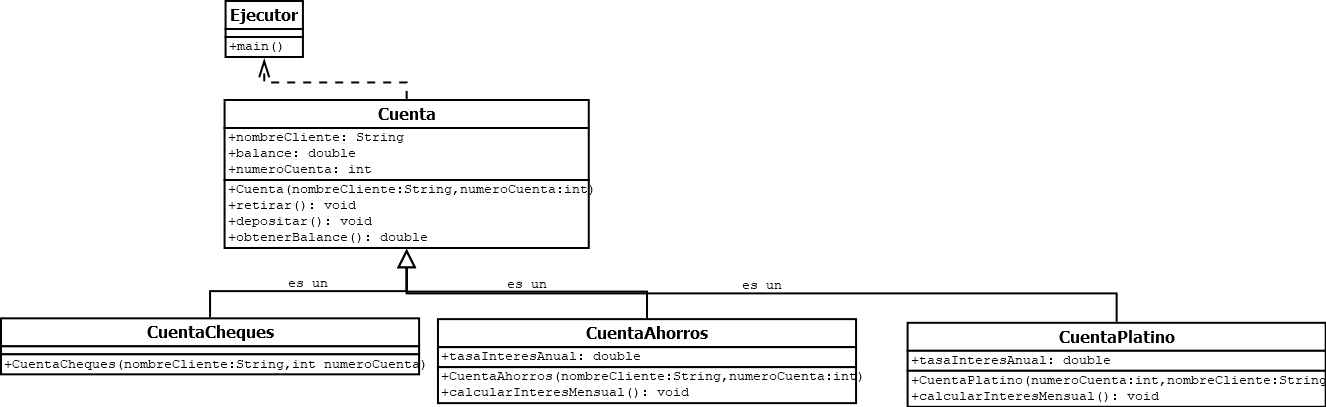 Ejecutor
+main()
Cuenta
+nombreCliente: String
+balance: double
+numeroCuenta: int
+Cuenta(nombreCliente:String,numeroCuenta:int)
+retirar(): void
+depositar(): void
+obtenerBalance(): double
es un
es un
es un
CuentaCheques
+CuentaCheques(nombreCliente:String,int numeroCuenta)
CuentaAhorros
+tasaInteresAnual: double
+CuentaAhorros(nombreCliente:String,numeroCuenta:int)
+calcularInteresMensual(): void
CuentaPlatino
+tasaInteresAnual: double
+CuentaPlatino(numeroCuenta:int,nombreCliente:String
+calcularInteresMensual(): void